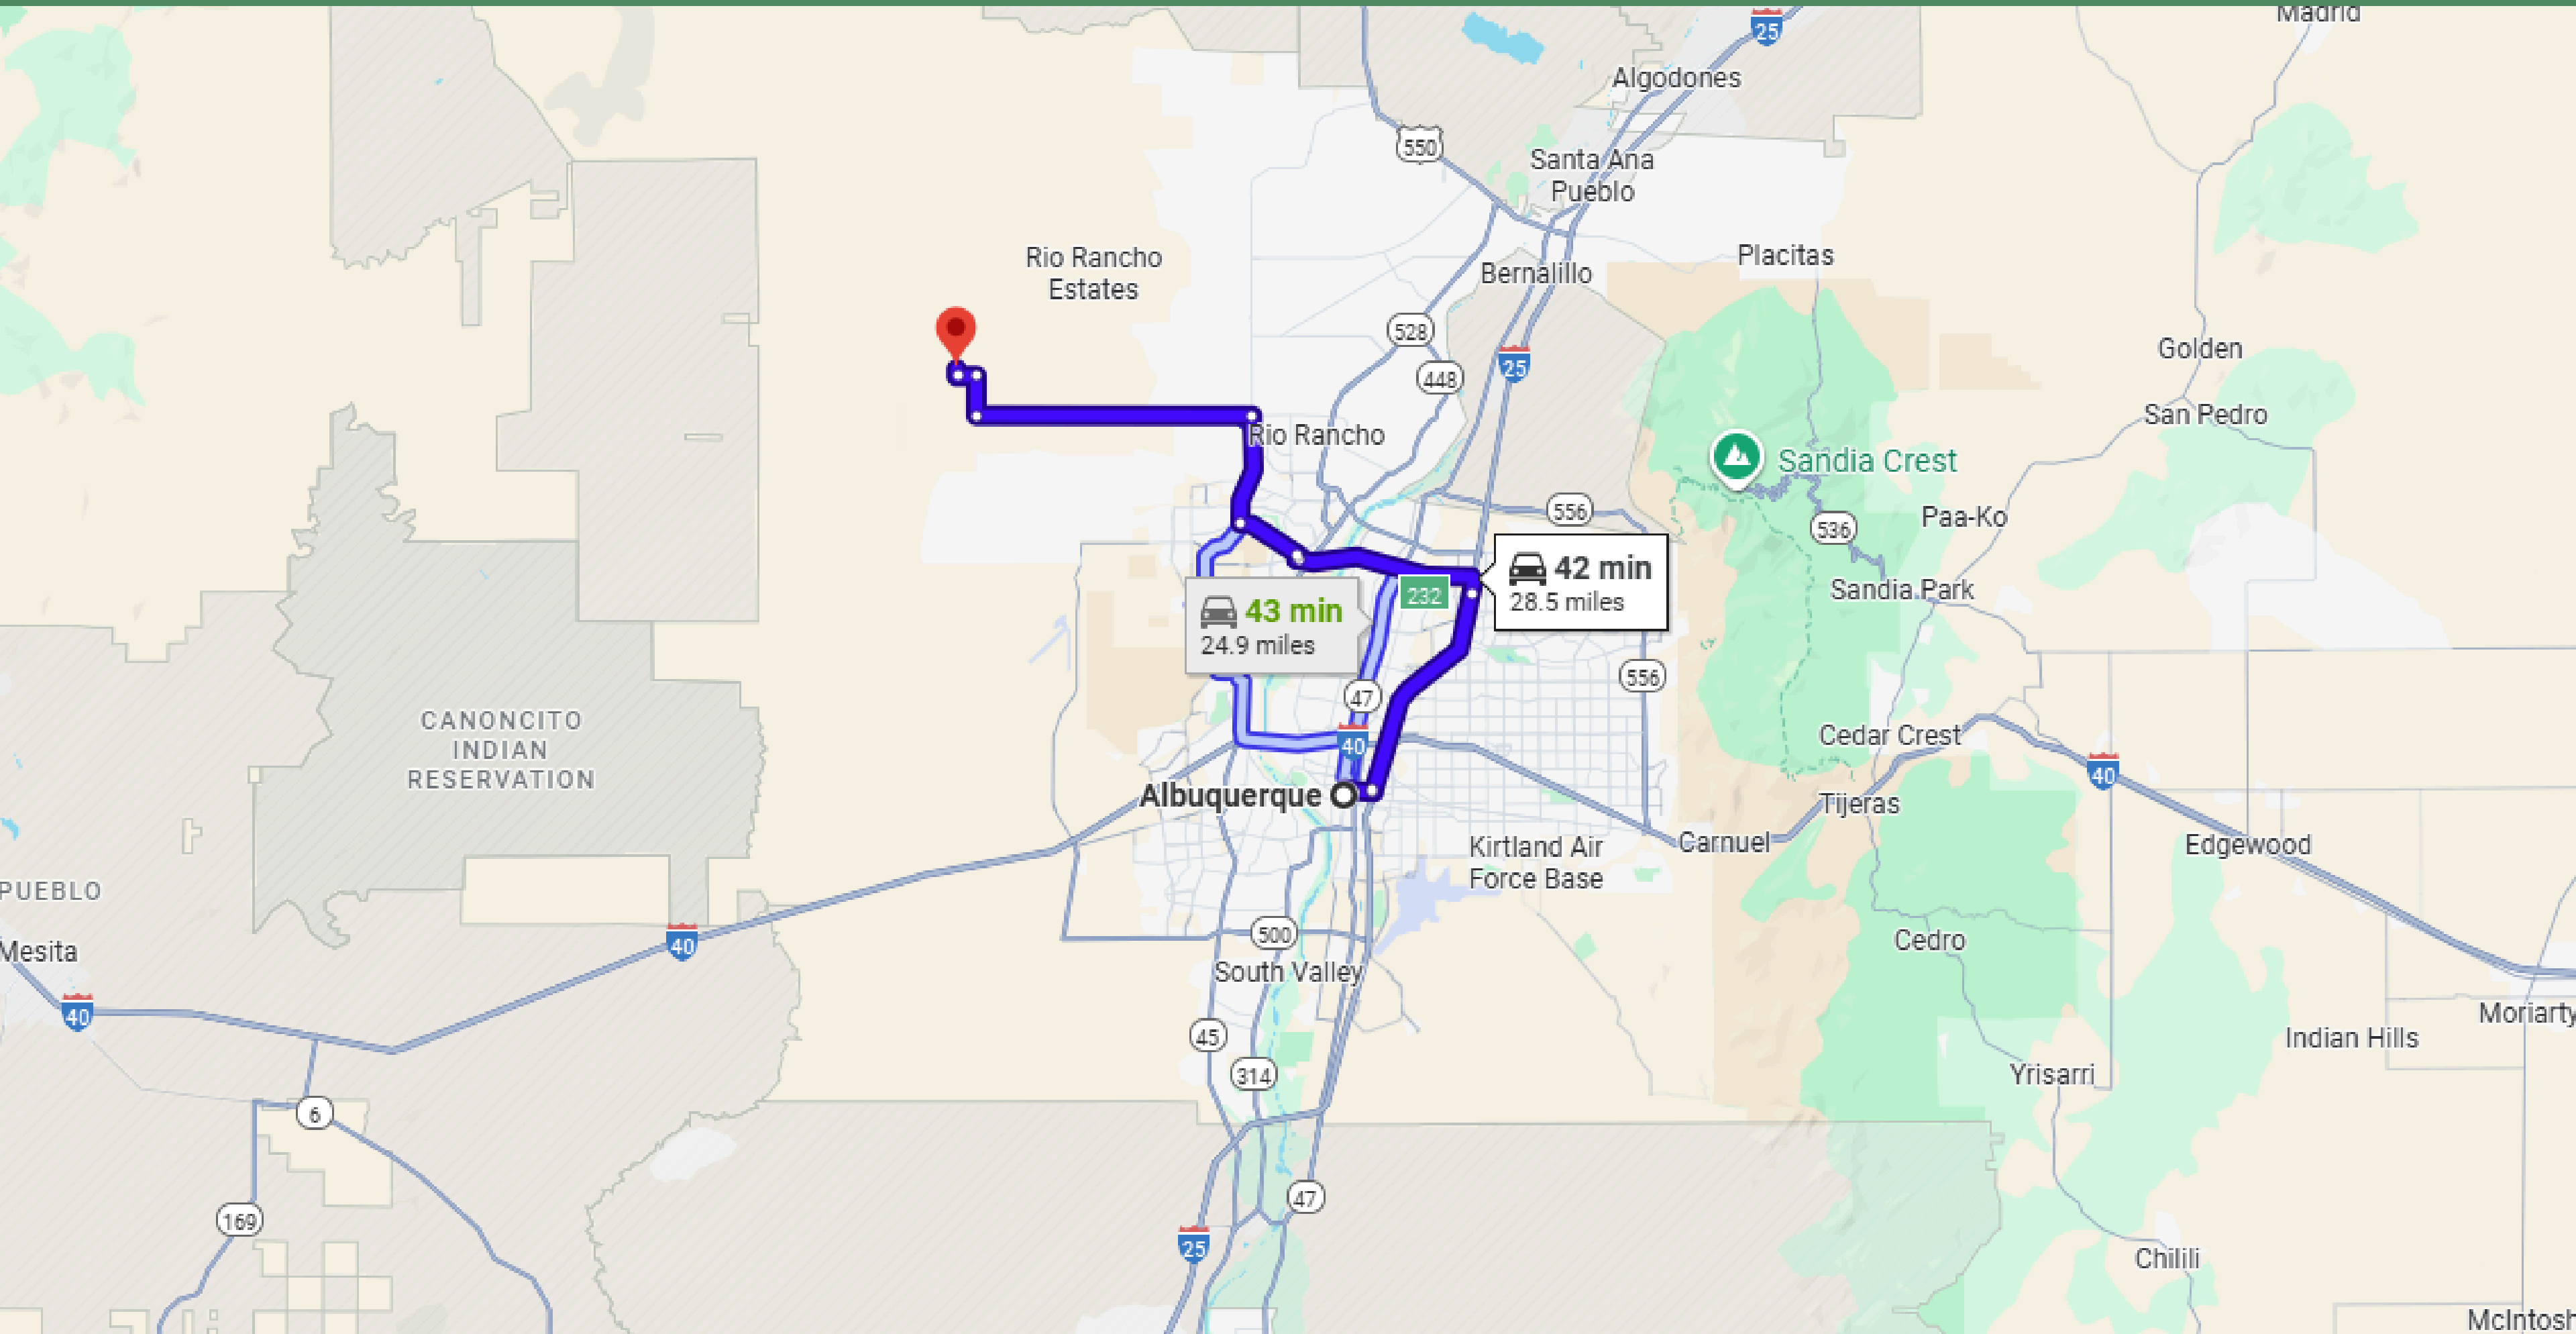 Madrid
25
Algodones
550
Santa Ana
Pueblo
Rio Rancho
Estates
Placitas
Bernalillo
528
25
448
Golden
San Pedro
Rio Rancho
Sandia Crest
556
536
Paa-Ko
42 min
28.5 miles
232
43 min
24.9 miles
Sandia Park
556
47
CANONCITO
INDIAN
RESERVATION
40
Cedar Crest
40
Albuquerque
Tijeras
Carnuel
Edgewood
Kirtland Air
Force Base
PUEBLO
500
Cedro
40
Mesita
South Valley
40
Moriarty
45
Indian Hills
314
Yrisarri
6
47
169
25
Chilili
McIntosh